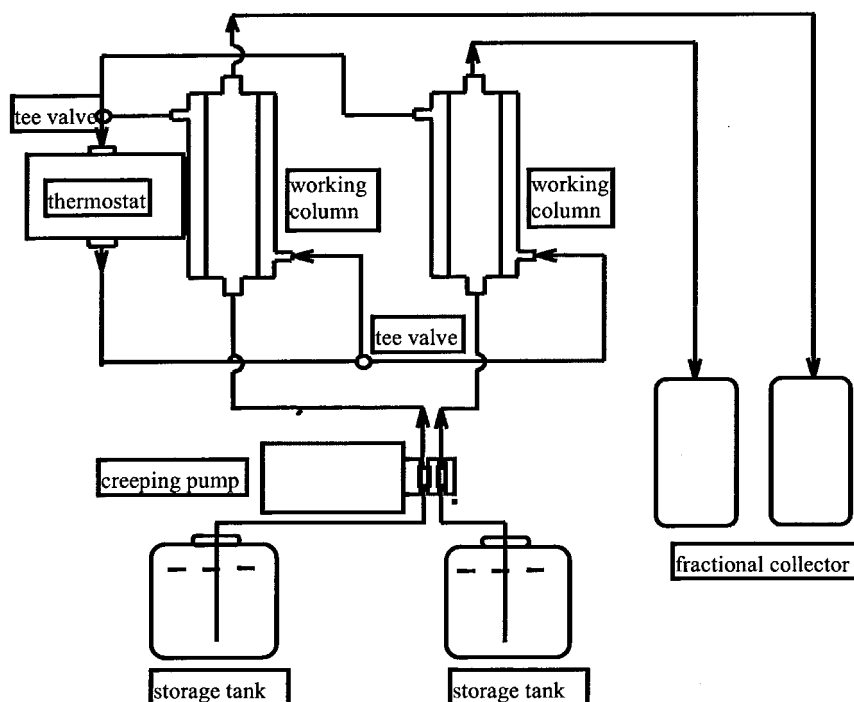 tee valve
thermostat
working
column
working
column
tee valve
creeping pump
fractional collector
storage tank
storage tank